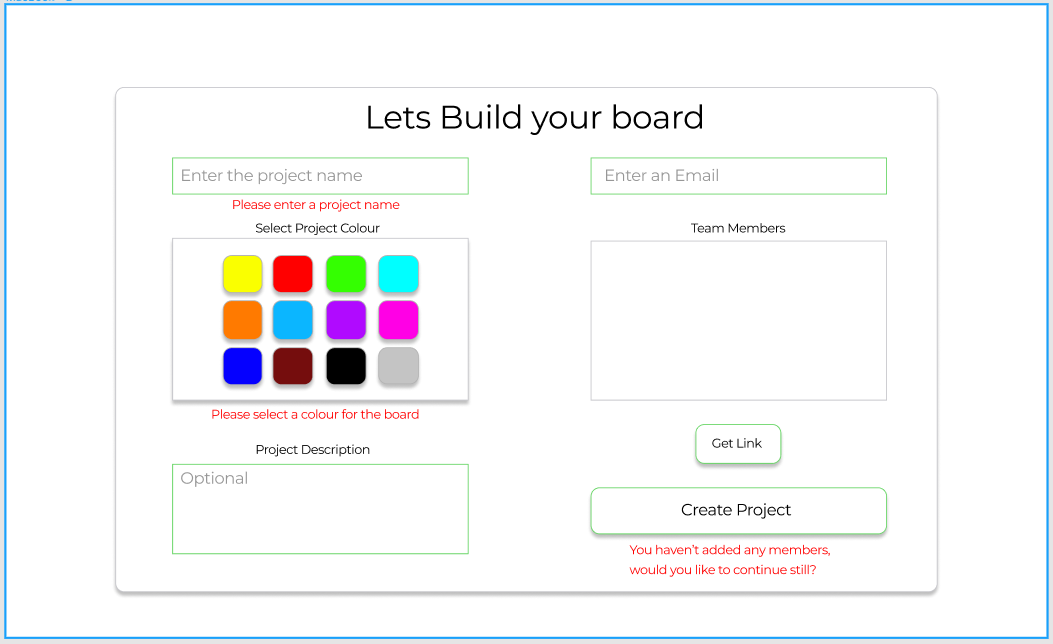 Lets Build your board
Enter the project name
Please enter a project name
Select Project Colour
Please select a colour for the board
Project Description
Optional
Enter an Email
Team Members
Get Link
Create Project
You haven't added any members,
would you like to continue still?